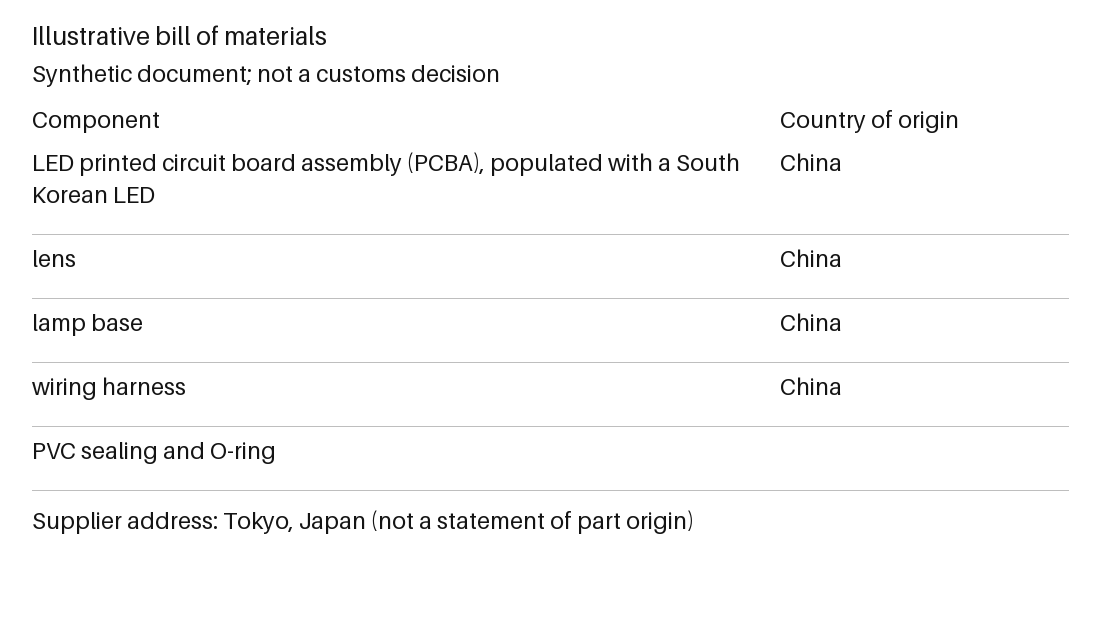 Illustrative bill of materials
Synthetic document; not a customs decision
Component Country of origin
LED printed circuit board assembly (PCBA), populated with a South China
Korean LED
lens China
lamp base China
wiring harness China
PVC sealing and O-ring
Supplier address: Tokyo, Japan (not a statement of part origin)